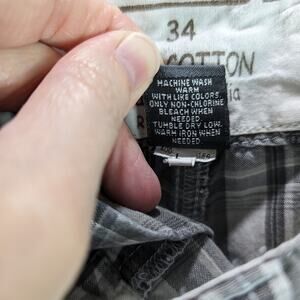 34
COTTON
MACHINE WASH
WARM
WITH LIKE COLORS.
ONLY NON-CHLORINE
BLEACH WHEN
NEEDED.
TUMBLE DRY LOW.
WARM IRON WHEN
NEEDED.